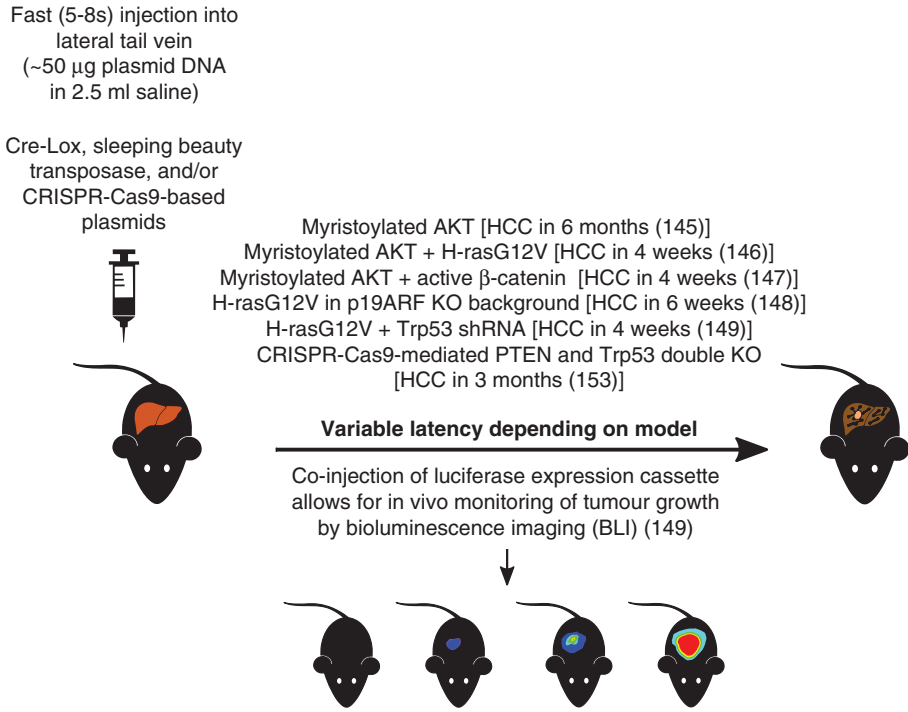 Fast (5-8s) injection into
lateral tail vein
(~50 μg plasmid DNA
in 2.5 ml saline)
Cre-Lox, sleeping beauty
transposase, and/or
CRISPR-Cas9-based
plasmids
Myristoylated AKT [HCC in 6 months (145)]
Myristoylated AKT + H-rasG12V [HCC in 4 weeks (146)]
Myristoylated AKT + active β-catenin [HCC in 4 weeks (147)]
H-rasG12V in p19ARF KO background [HCC in 6 weeks (148)]
H-rasG12V + Trp53 shRNA [HCC in 4 weeks (149)]
CRISPR-Cas9-mediated PTEN and Trp53 double KO
[HCC in 3 months (153)]
Variable latency depending on model
Co-injection of luciferase expression cassette
allows for in vivo monitoring of tumour growth
by bioluminescence imaging (BLI) (149)